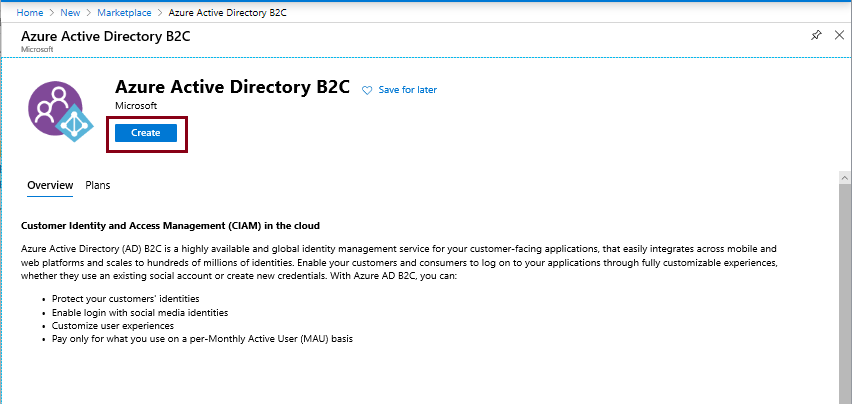 Home > New > Marketplace > Azure Active Directory B2C
Azure Active Directory B2C
Microsoft
Azure Active Directory B2C
Save for later
Microsoft
Create
Overview Plans
Customer Identity and Access Management (CIAM) in the cloud
Azure Active Directory (AD) B2C is a highly available and global identity management service for your customer-facing applications, that easily integrates across mobile and
web platforms and scales to hundreds of millions of identities. Enable your customers and consumers to log on to your applications through fully customizable experiences,
whether they use an existing social account or create new credentials. With Azure AD B2C, you can:
• Protect your customers' identities
• Enable login with social media identities
• Customize user experiences
• Pay only for what you use on a per-Monthly Active User (MAU) basis